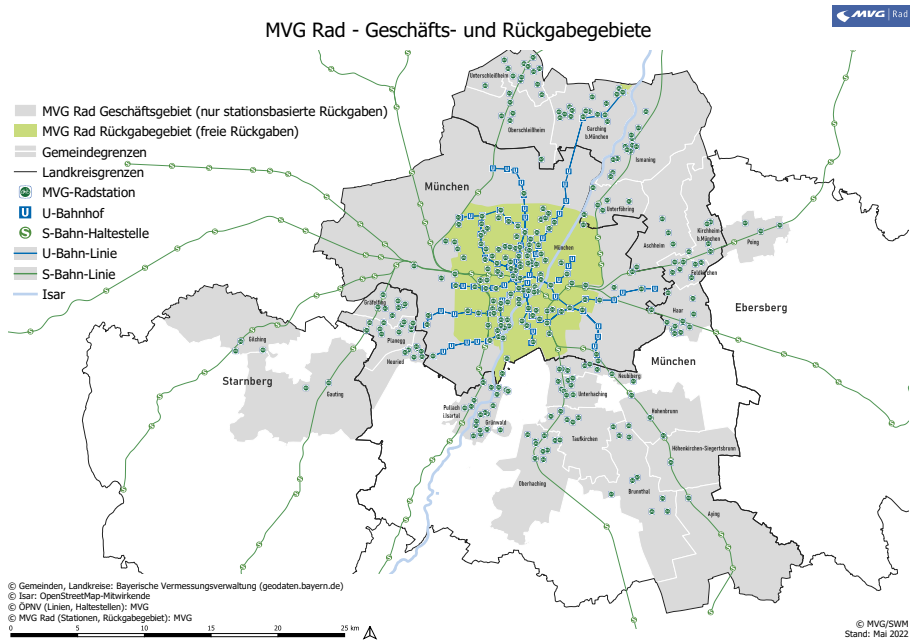 MVG Rad - Geschäfts- und Rückgabegebiete
MVG | Rad
MVG Rad Geschäftsgebiet (nur stationsbasierte Rückgaben)
MVG Rad Rückgabegebiet (freie Rückgaben)
Gemeindegrenzen
Landkreisgrenzen
MVG-Radstation
U U-Bahnhof
S S-Bahn-Haltestelle
U-Bahn-Linie
S-Bahn-Linie
Isar
Unterschleißheim
Oberschleißheim
Garching
b.München
Ismaning
München
Unterföhring
München
Aschheim
Kirchheim
b.München
Poing
Feldkirchen
Haar
Ebersberg
München
Gräfelfing
Planegg
Neuried
Gilching
Starnberg
Gauting
Pullach
i.Isartal
Grünwald
Neubiberg
Unterhaching
Hohenbrunn
Taufkirchen
Höhenkirchen-Siegertsbrunn
Oberhaching
Brunnthal
Aying
© Gemeinden, Landkreise: Bayerische Vermessungsverwaltung (geodaten.bayern.de)
© Isar: OpenStreetMap-Mitwirkende
© ÖPNV (Linien, Haltestellen): MVG
© MVG Rad (Stationen, Rückgabegebiet): MVG
0 5 10 15 20 25 km
© MVG/SWM
Stand: Mai 2022